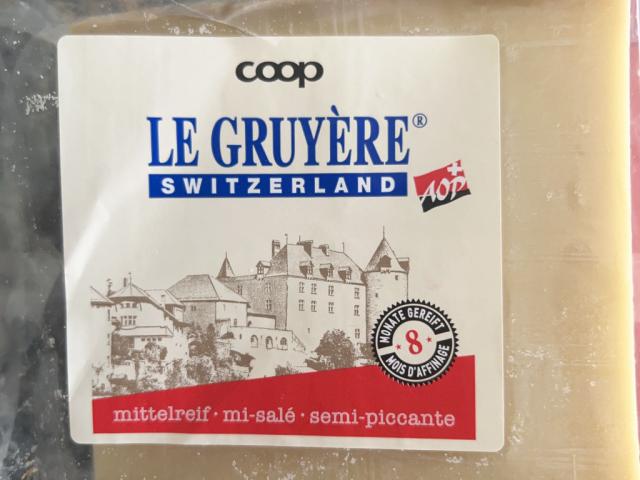 coop
LE GRUYÈRE®
SWITZERLAND
AOP
MONATE GEREIFT
8
MOIS D'AFFINAGE
mittelreif · mi-salé · semi-piccante